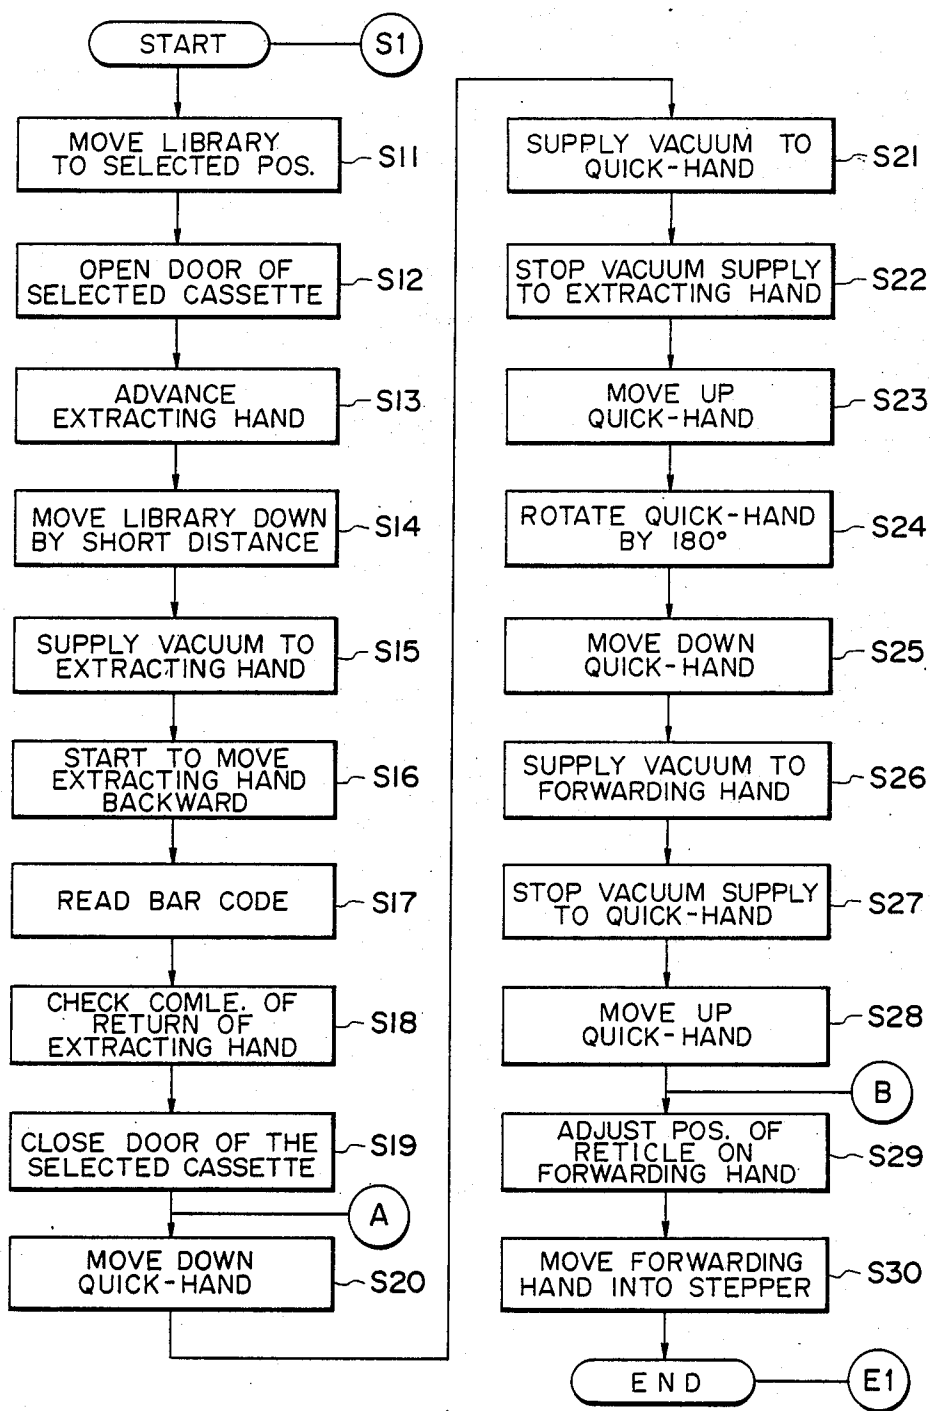 START
S1
MOVE LIBRARY
TO SELECTED POS.
S11
OPEN DOOR OF
SELECTED CASSETTE
S12
ADVANCE
EXTRACTING HAND
S13
MOVE LIBRARY DOWN
BY SHORT DISTANCE
S14
SUPPLY VACUUM TO
EXTRACTING HAND
S15
START TO MOVE
EXTRACTING HAND
BACKWARD
S16
READ BAR CODE
S17
CHECK COMLE. OF
RETURN OF
EXTRACTING HAND
S18
CLOSE DOOR OF THE
SELECTED CASSETTE
S19
A
MOVE DOWN
QUICK-HAND
S20
SUPPLY VACUUM TO
QUICK-HAND
S21
STOP VACUUM SUPPLY
TO EXTRACTING HAND
S22
MOVE UP
QUICK-HAND
S23
ROTATE QUICK-HAND
BY 180°
S24
MOVE DOWN
QUICK-HAND
S25
SUPPLY VACUUM TO
FORWARDING HAND
S26
STOP VACUUM SUPPLY
TO QUICK-HAND
S27
MOVE UP
QUICK-HAND
S28
B
ADJUST POS. OF
RETICLE ON
FORWARDING HAND
S29
MOVE FORWARDING
HAND INTO STEPPER
S30
END
E1